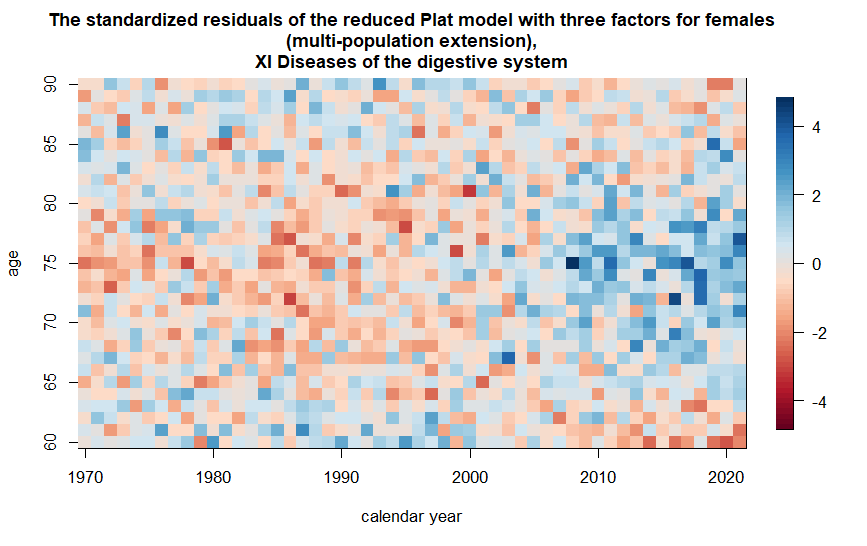 The standardized residuals of the reduced Plat model with three factors for females
(multi-population extension),
XI Diseases of the digestive system
90
85
80
75
70
65
60
age
4
2
0
-2
-4
1970 1980 1990 2000 2010 2020
calendar year